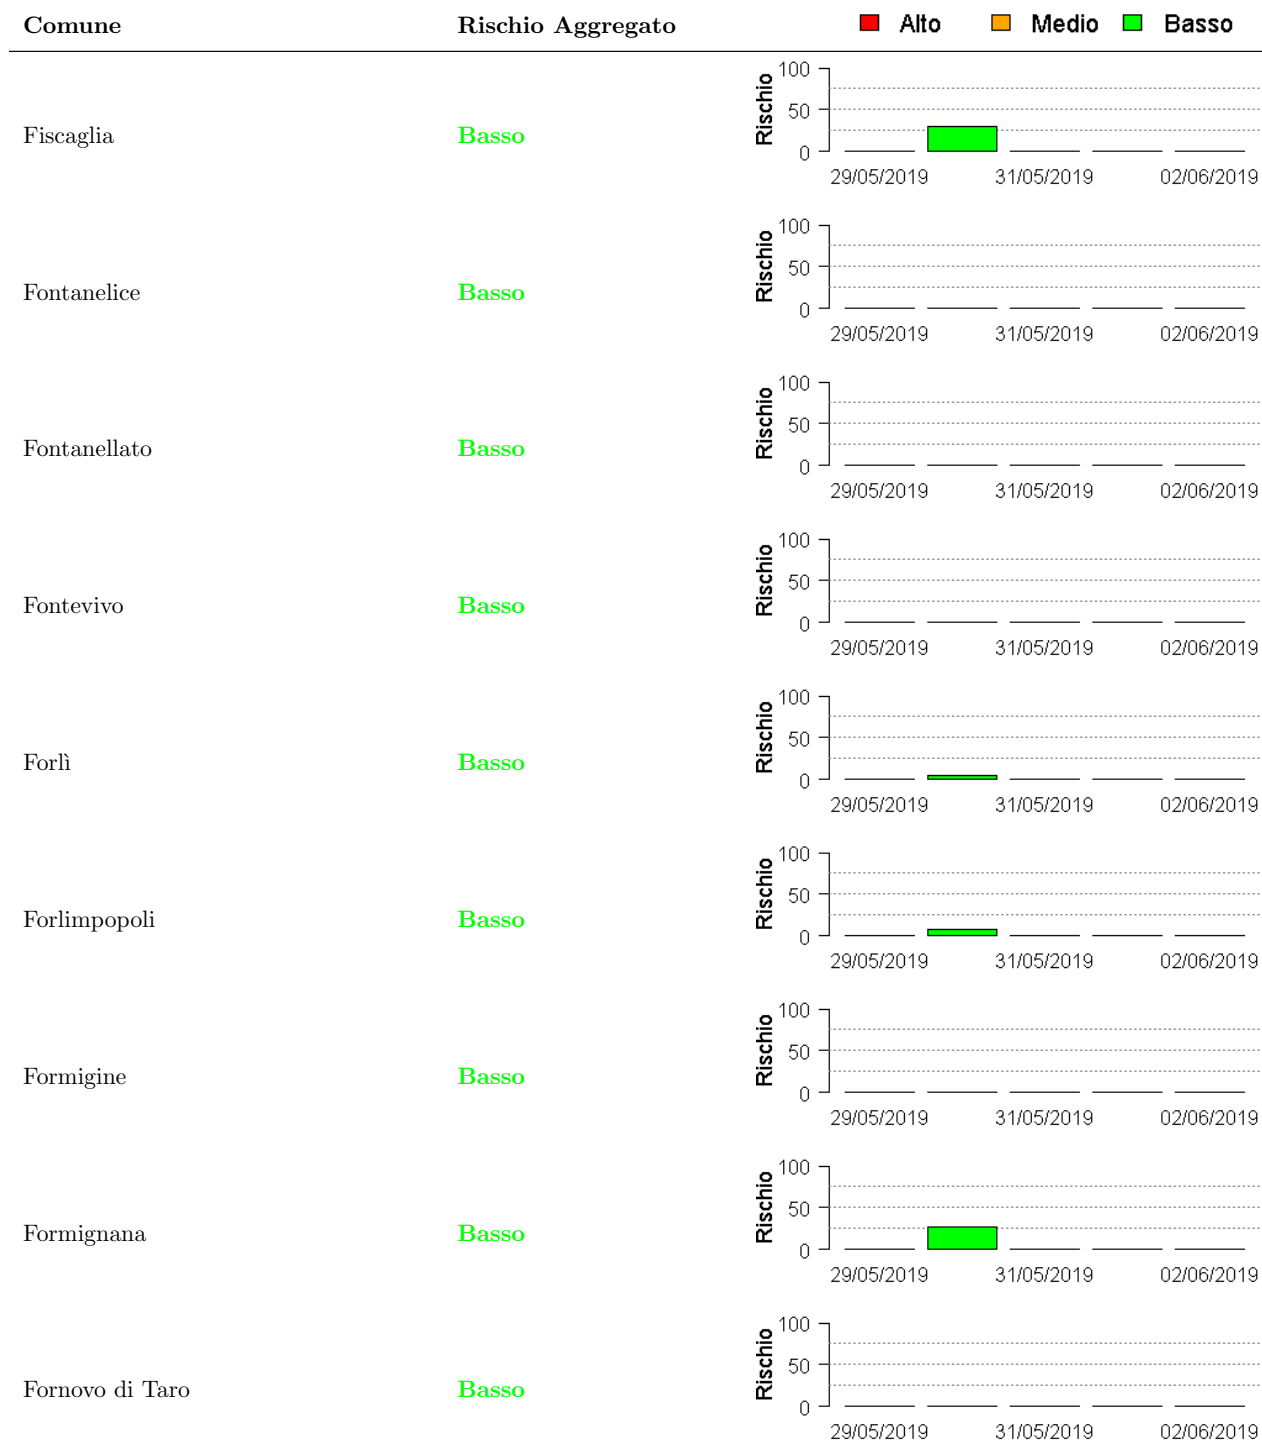 Comune Rischio Aggregato Alto Medio Basso
Fiscaglia Basso Rischio 100 50 0
29/05/2019 31/05/2019 02/06/2019
Fontanelice Basso Rischio 100 50 0
29/05/2019 31/05/2019 02/06/2019
Fontanellato Basso Rischio 100 50 0
29/05/2019 31/05/2019 02/06/2019
Fontevivo Basso Rischio 100 50 0
29/05/2019 31/05/2019 02/06/2019
Forlì Basso Rischio 100 50 0
29/05/2019 31/05/2019 02/06/2019
Forlimpopoli Basso Rischio 100 50 0
29/05/2019 31/05/2019 02/06/2019
Formigine Basso Rischio 100 50 0
29/05/2019 31/05/2019 02/06/2019
Formignana Basso Rischio 100 50 0
29/05/2019 31/05/2019 02/06/2019
Fornovo di Taro Basso Rischio 100 50 0
29/05/2019 31/05/2019 02/06/2019